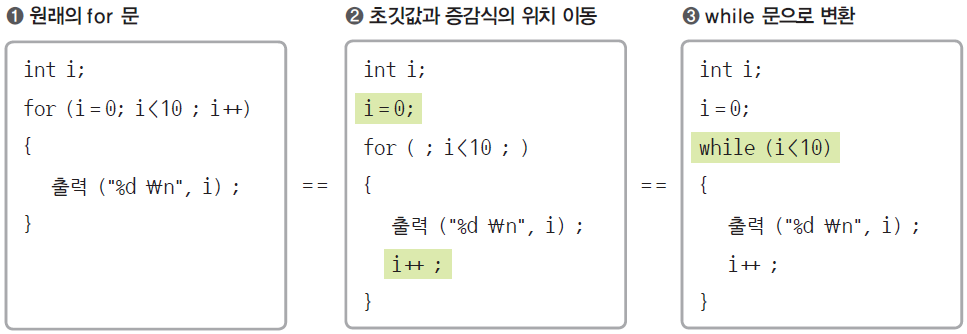 ❶ 원래의 for 문
int i;
for (i=0; i<10 ; i++)
{
출력 ("%d ₩n", i) ;
}
==
❷ 초깃값과 증감식의 위치 이동
int i;
i=0;
for ( ; i<10 ; )
{
출력 ("%d ₩n", i) ;
i++ ;
}
==
❸ while 문으로 변환
int i;
i=0;
while (i<10)
{
출력 ("%d ₩n", i) ;
i++ ;
}